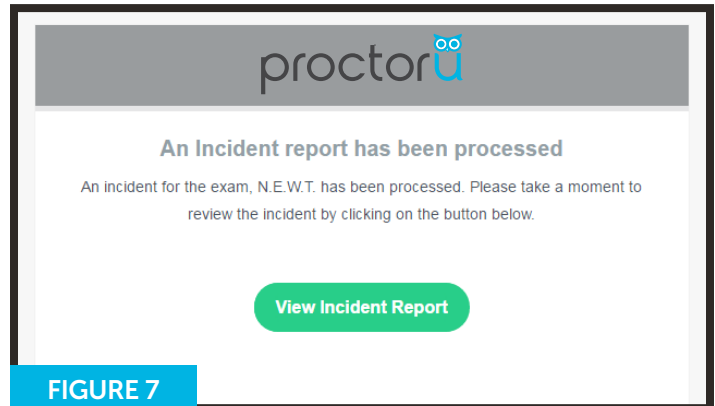 proctoru
An Incident report has been processed
An incident for the exam, N.E.W.T. has been processed. Please take a moment to
review the incident by clicking on the button below.
View Incident Report
FIGURE 7